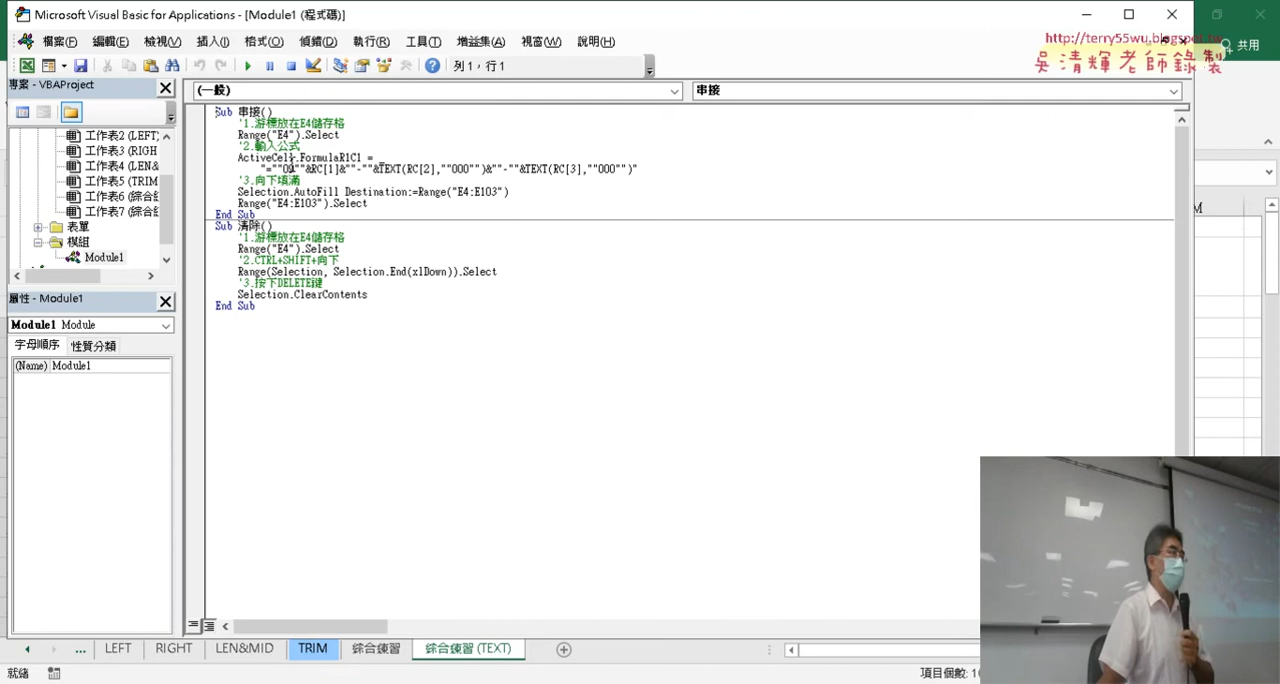 Microsoft Visual Basic for Applications - [Module1 (程式碼)]
http://terry55wu.blogspot.tw
吳清輝老師錄製
共用
檔案(F) 編輯(E) 檢視(V) 插入(I) 格式(O) 偵錯(D) 執行(R) 工具(T) 增益集(A) 視窗(W) 說明(H)
列 1, 行 1
專案 - VBAProject
(一般)
串接
工作表2 (LEFT)
工作表3 (RIGH
工作表4 (LEN&
工作表5 (TRIM
工作表6 (綜合
工作表7 (綜合
表單
模組
Module1
屬性 - Module1
Module1 Module
字母順序 性質分類
(Name) Module1
Sub 串接()
'1.游標放在E4儲存格
Range("E4").Select
'2.輸入公式
ActiveCell.FormulaR1C1 = _
"=""00""&RC[1]&""-""&TEXT(RC[2],""000"")&""-""&TEXT(RC[3],""000"")"
'3.向下填滿
Selection.AutoFill Destination:=Range("E4:E103")
Range("E4:E103").Select
End Sub
Sub 清除()
'1.游標放在E4儲存格
Range("E4").Select
'2.CTRL+SHIFT+向下
Range(Selection, Selection.End(xlDown)).Select
'3.按下DELETE鍵
Selection.ClearContents
End Sub
M
... LEFT RIGHT LEN&MID TRIM 綜合練習 綜合練習 (TEXT)
就緒
項目個數: 1